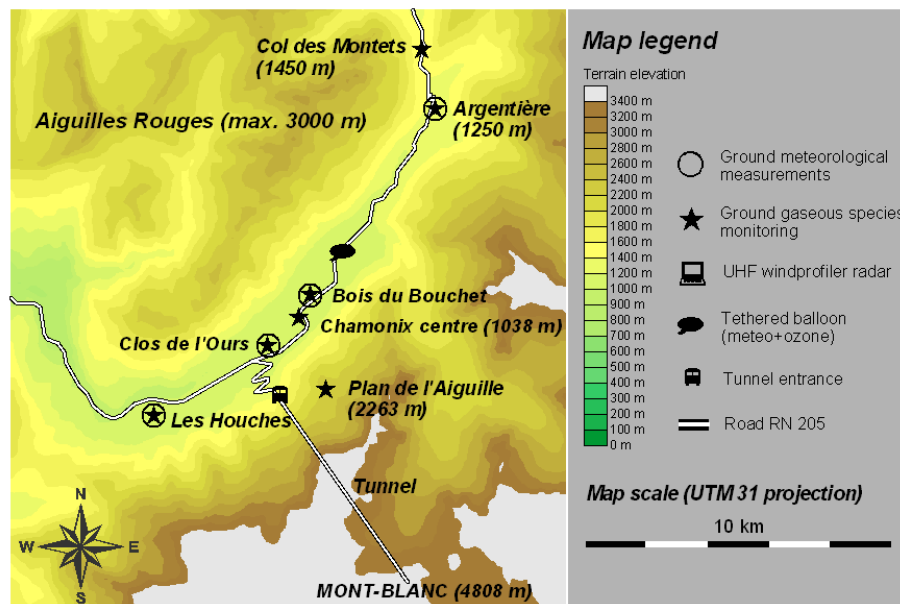 Col des Montets
(1450 m)
Aiguilles Rouges (max. 3000 m)
Argentière
(1250 m)
Bois du Bouchet
Chamonix centre (1038 m)
Clos de l'Ours
Plan de l'Aiguille
(2263 m)
Les Houches
Tunnel
MONT-BLANC (4808 m)
N
W
E
S
Map legend
Terrain elevation
3400 m
3200 m
3000 m
2800 m
2600 m
2400 m
2200 m
2000 m
1800 m
1600 m
1400 m
1200 m
1000 m
900 m
800 m
700 m
600 m
500 m
400 m
300 m
200 m
100 m
0 m
Ground meteorological
measurements
Ground gaseous species
monitoring
UHF windprofiler radar
Tethered balloon
(meteo+ozone)
Tunnel entrance
Road RN 205
Map scale (UTM 31 projection)
10 km